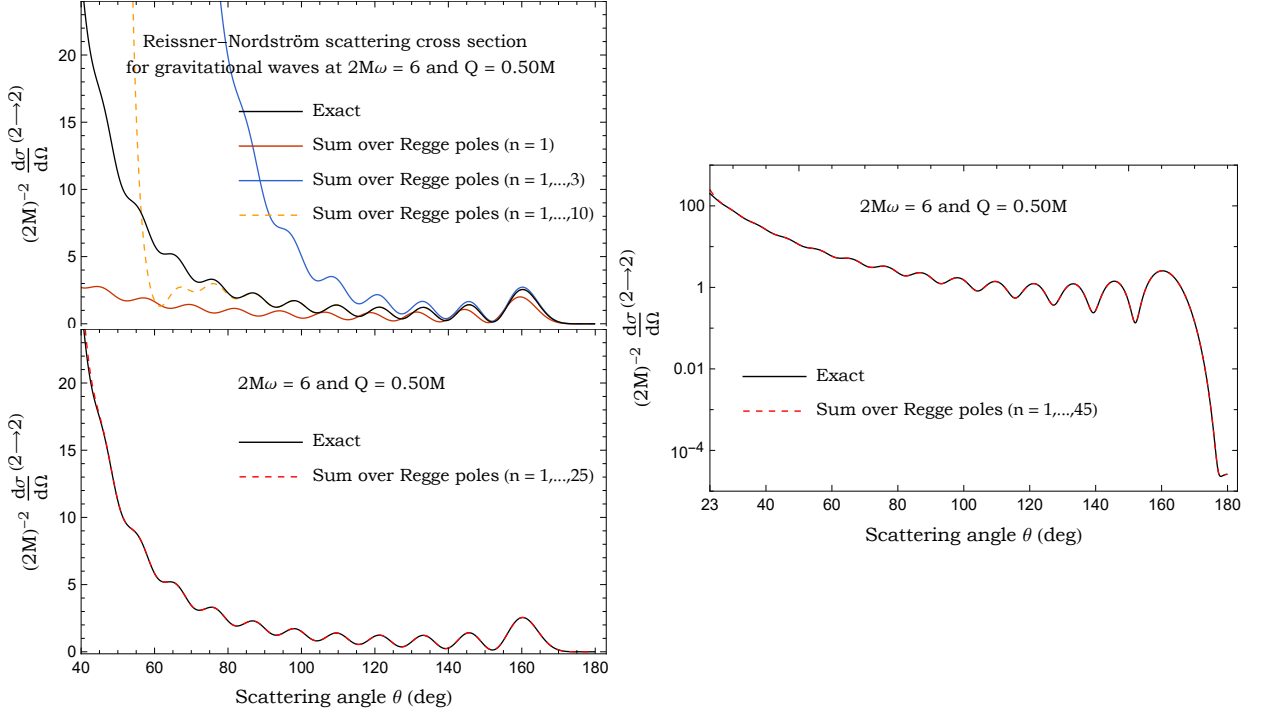 Reissner–Nordström scattering cross section
for gravitational waves at 2Mω = 6 and Q = 0.50M
Exact
Sum over Regge poles (n = 1)
Sum over Regge poles (n = 1,...,3)
Sum over Regge poles (n = 1,...,10)
20
15
10
5
0
(2M)⁻² dσ/dΩ (2⟶2)
2Mω = 6 and Q = 0.50M
Exact
Sum over Regge poles (n = 1,...,25)
20
15
10
5
0
(2M)⁻² dσ/dΩ (2⟶2)
40 60 80 100 120 140 160 180
Scattering angle θ (deg)
2Mω = 6 and Q = 0.50M
Exact
Sum over Regge poles (n = 1,...,45)
100
1
0.01
10⁻⁴
(2M)⁻² dσ/dΩ (2⟶2)
23 40 60 80 100 120 140 160 180
Scattering angle θ (deg)